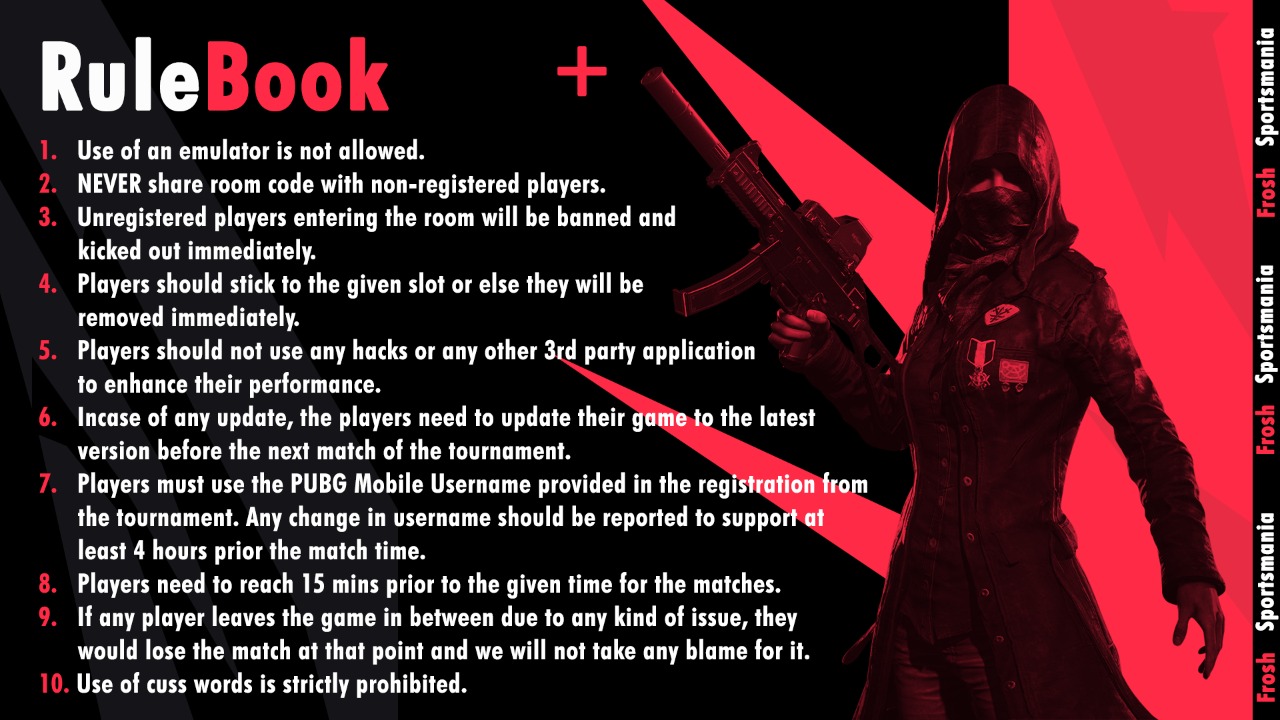 RuleBook
1. Use of an emulator is not allowed.
2. NEVER share room code with non-registered players.
3. Unregistered players entering the room will be banned and
kicked out immediately.
4. Players should stick to the given slot or else they will be
removed immediately.
5. Players should not use any hacks or any other 3rd party application
to enhance their performance.
6. Incase of any update, the players need to update their game to the latest
version before the next match of the tournament.
7. Players must use the PUBG Mobile Username provided in the registration from
the tournament. Any change in username should be reported to support at
least 4 hours prior the match time.
8. Players need to reach 15 mins prior to the given time for the matches.
9. If any player leaves the game in between due to any kind of issue, they
would lose the match at that point and we will not take any blame for it.
10. Use of cuss words is strictly prohibited.
Frosh Sportsmania
Frosh Sportsmania
Frosh Sportsmania